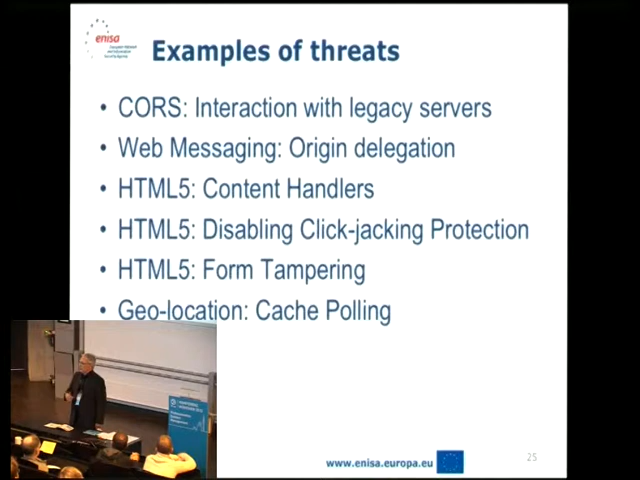 enisa
Examples of threats
• CORS: Interaction with legacy servers
• Web Messaging: Origin delegation
• HTML5: Content Handlers
• HTML5: Disabling Click-jacking Protection
• HTML5: Form Tampering
• Geo-location: Cache Polling
www.enisa.europa.eu
25